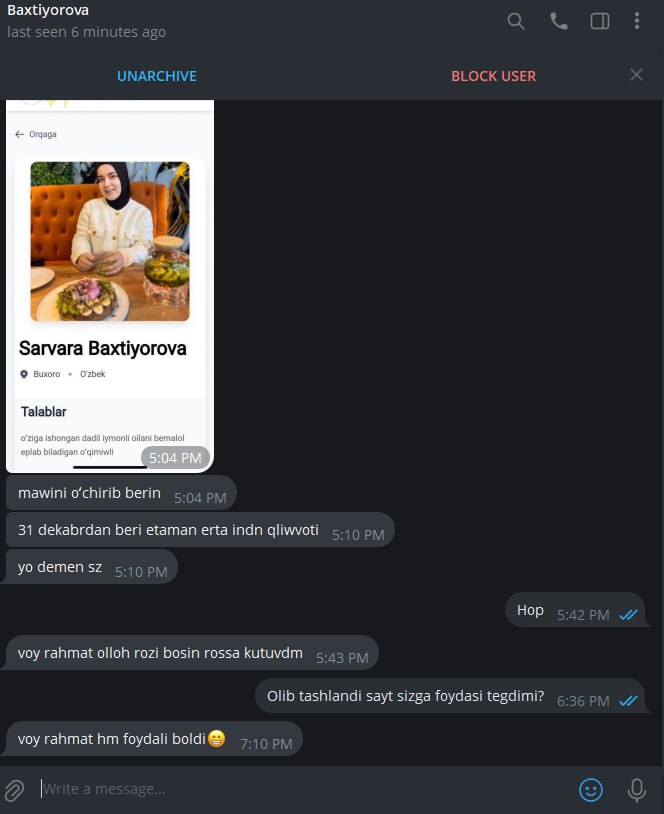 Baxtiyorova
last seen 6 minutes ago
UNARCHIVE
BLOCK USER
Orqaga
Sarvara Baxtiyorova
Buxoro • O'zbek
Talablar
o'ziga ishongan dadil iymonli oilani bemalol
eplab biladigan o'qimiwli
5:04 PM
mawini oʻchirib berin 5:04 PM
31 dekabrdan beri etaman erta indn qliwvoti 5:10 PM
yo demen sz 5:10 PM
Hop 5:42 PM
voy rahmat olloh rozi bosin rossa kutuvdm 5:43 PM
Olib tashlandi sayt sizga foydasi tegdimi? 6:36 PM
voy rahmat hm foydali boldi😁 7:10 PM
Write a message...